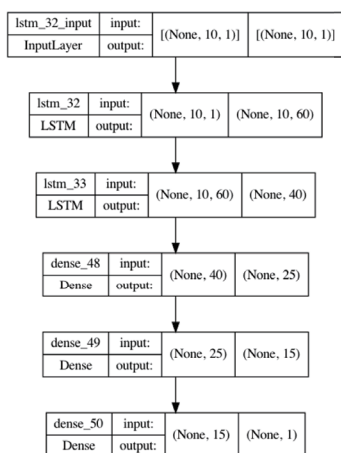 lstm_32_input input: [(None, 10, 1)] [(None, 10, 1)]
InputLayer output:
lstm_32 input: (None, 10, 1) (None, 10, 60)
LSTM output:
lstm_33 input: (None, 10, 60) (None, 40)
LSTM output:
dense_48 input: (None, 40) (None, 25)
Dense output:
dense_49 input: (None, 25) (None, 15)
Dense output:
dense_50 input: (None, 15) (None, 1)
Dense output: